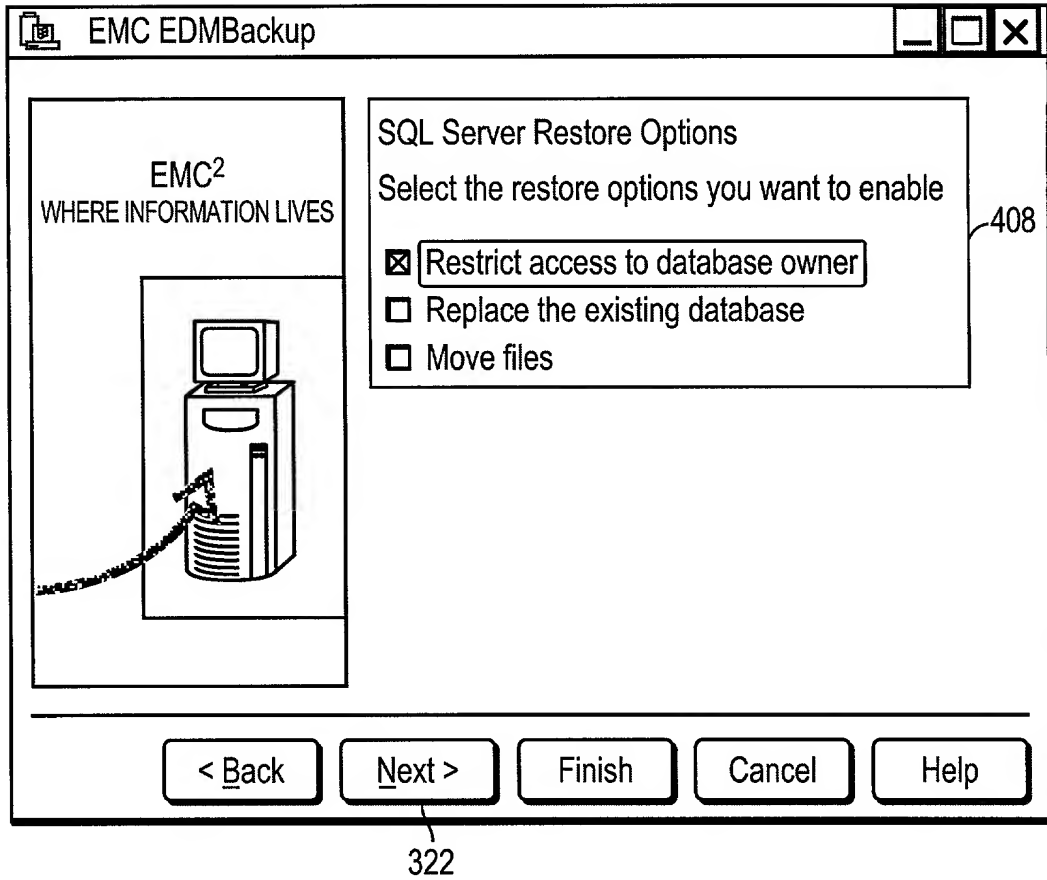 EMC EDMBackup
EMC²
WHERE INFORMATION LIVES
SQL Server Restore Options
Select the restore options you want to enable
Restrict access to database owner
Replace the existing database
Move files
408
< Back
Next >
Finish
Cancel
Help
322